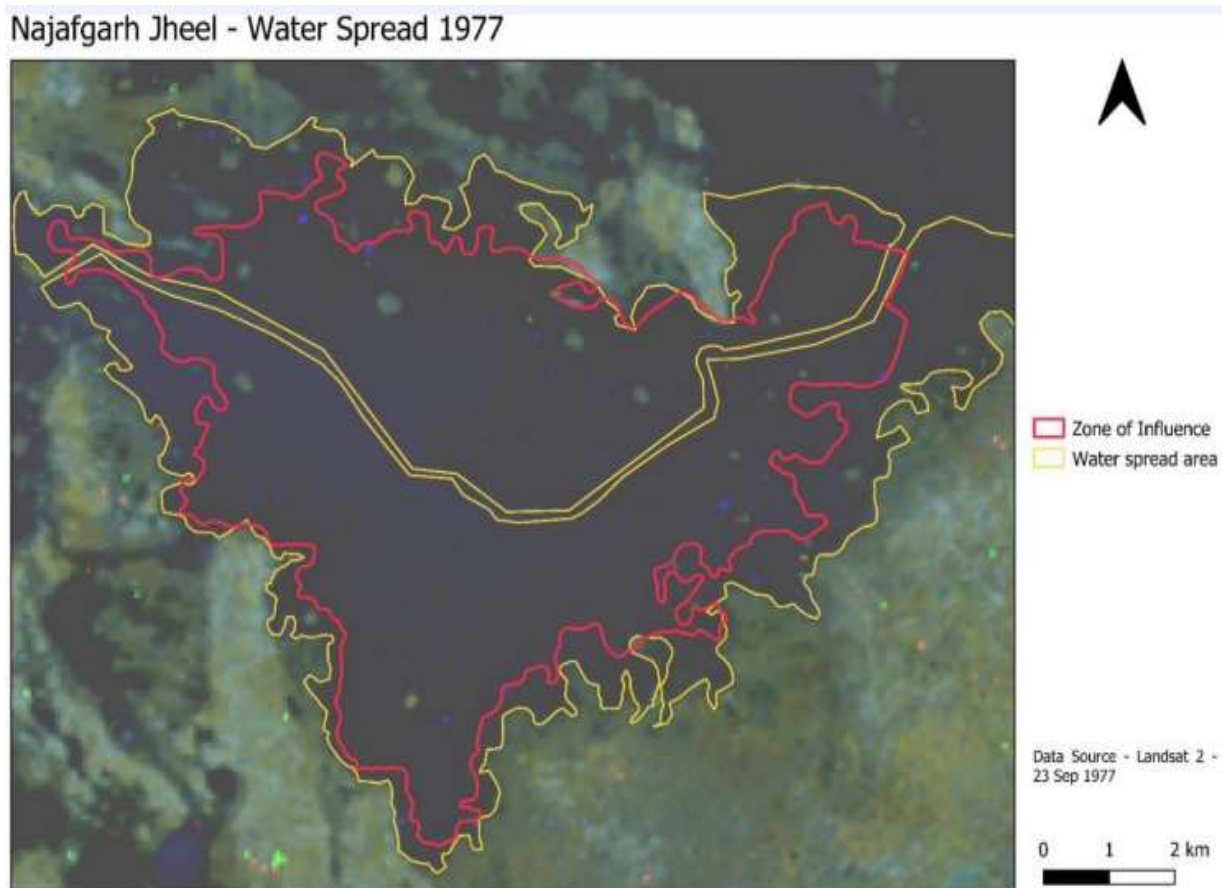 Najafgarh Jheel - Water Spread 1977
Zone of Influence
Water spread area
Data Source - Landsat 2 -
23 Sep 1977
0 1 2 km